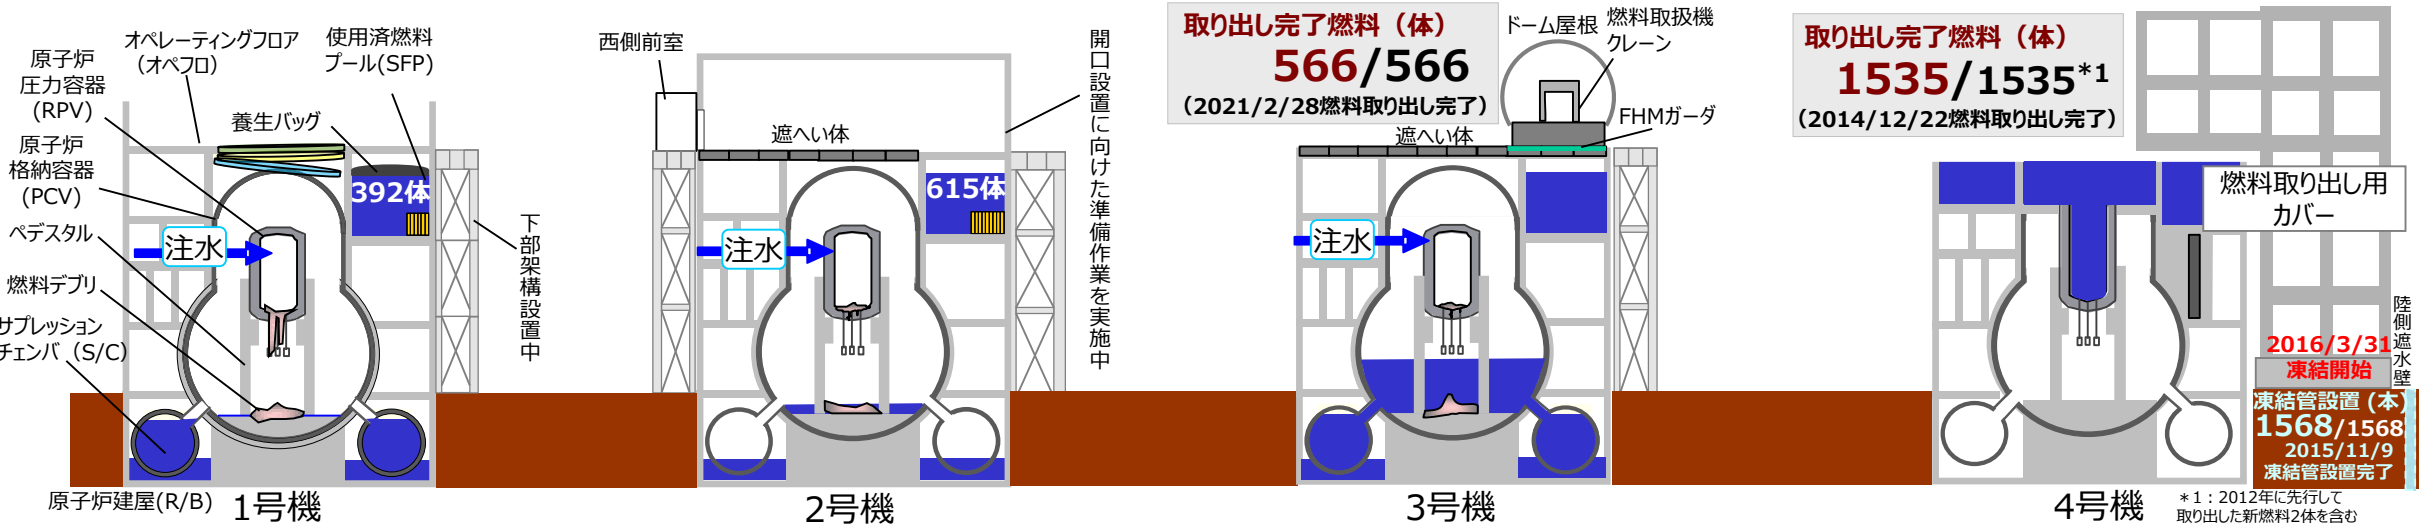 オペレーティングフロア
(オペフロ)
使用済燃料
プール(SFP)
原子炉
圧力容器
(RPV)
養生バッグ
原子炉
格納容器
(PCV)
392体
ペデスタル
注水
燃料デブリ
サプレッション
チェンバ (S/C)
下部架構設置中
原子炉建屋(R/B)
1号機
西側前室
遮へい体
615体
注水
開口設置に向けた準備作業を実施中
2号機
取り出し完了燃料 (体)
566/566
(2021/2/28燃料取り出し完了)
ドーム屋根
燃料取扱機
クレーン
FHMガーダ
遮へい体
注水
3号機
取り出し完了燃料 (体)
1535/1535*1
(2014/12/22燃料取り出し完了)
燃料取り出し用
カバー
陸側遮水壁
2016/3/31
凍結開始
凍結管設置 (本)
1568/1568
2015/11/9
凍結管設置完了
4号機
*1:2012年に先行して
取り出した新燃料2体を含む